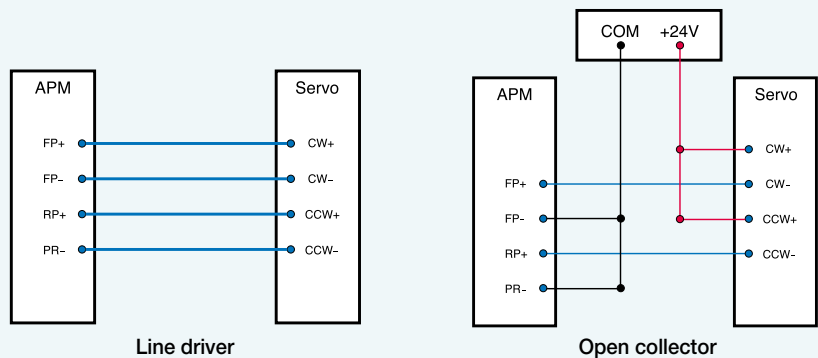 APM
Servo
FP+
CW+
FP-
CW-
RP+
CCW+
PR-
CCW-
Line driver
COM +24V
APM
Servo
CW+
FP+
CW-
FP-
CCW+
RP+
CCW-
PR-
Open collector